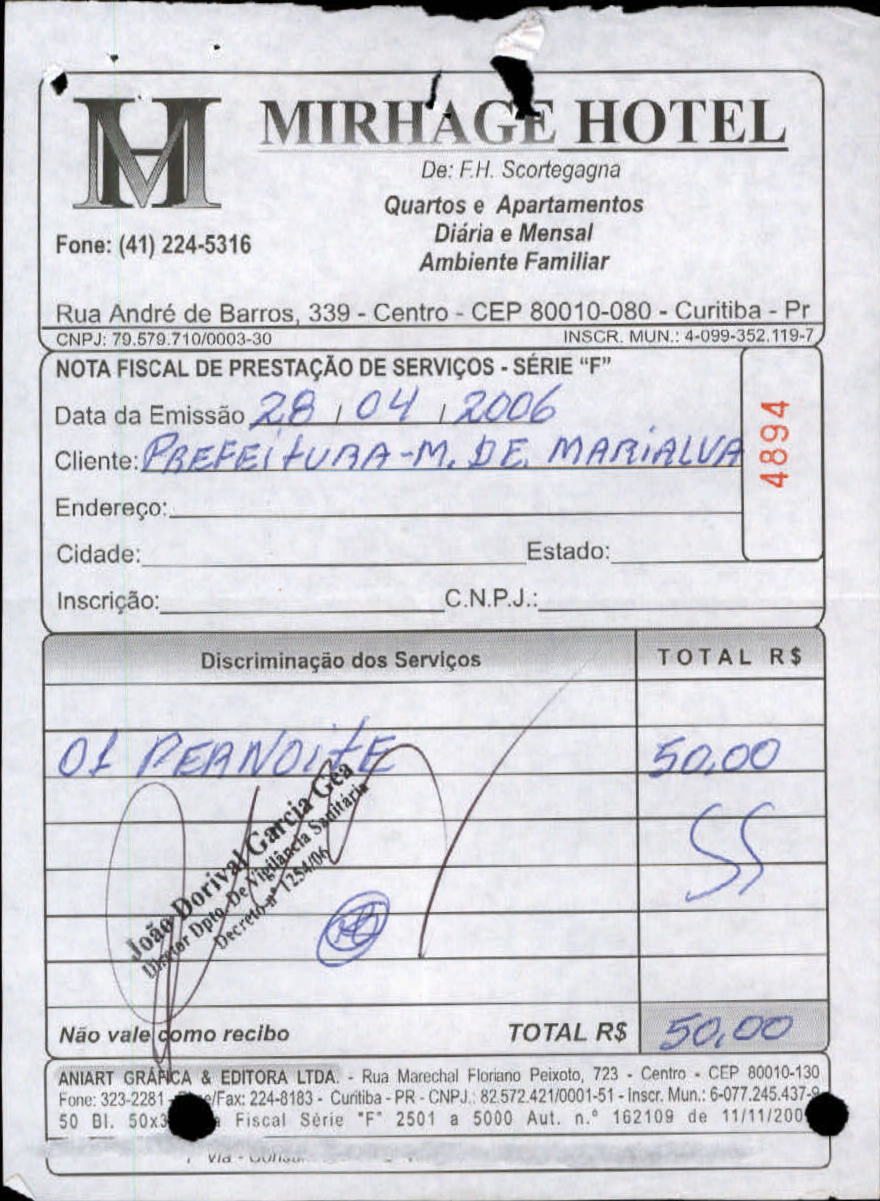 MIRHAGE HOTEL
De: F.H. Scortegagna
Quartos e Apartamentos
Diária e Mensal
Ambiente Familiar
Fone: (41) 224-5316
Rua André de Barros, 339 - Centro - CEP 80010-080 - Curitiba - Pr
CNPJ: 79.579.710/0003-30 INSCR. MUN.: 4-099-352.119-7
NOTA FISCAL DE PRESTAÇÃO DE SERVIÇOS - SÉRIE "F"
Data da Emissão 28 / 04 / 2006
4894
Cliente: PREFEITURA-M. DE MARIALVA
Endereço:
Cidade: Estado:
Inscrição: C.N.P.J.:
Discriminação dos Serviços TOTAL R$
01 PERNOITE 50,00
João Dorival Garcia Gea
Diretor Dpto. De Vigilância Sanitária
Decreto nº 1254/06
Não vale como recibo TOTAL R$ 50,00
ANIART GRÁFICA & EDITORA LTDA. - Rua Marechal Floriano Peixoto, 723 - Centro - CEP 80010-130
Fone: 323-2281 /Fax: 224-8183 - Curitiba - PR - CNPJ.: 82.572.421/0001-51 - Inscr. Mun.: 6-077.245.437-9
50 Bl. Fiscal Série "F" 2501 a 5000 Aut. n.º 162109 de
Via -